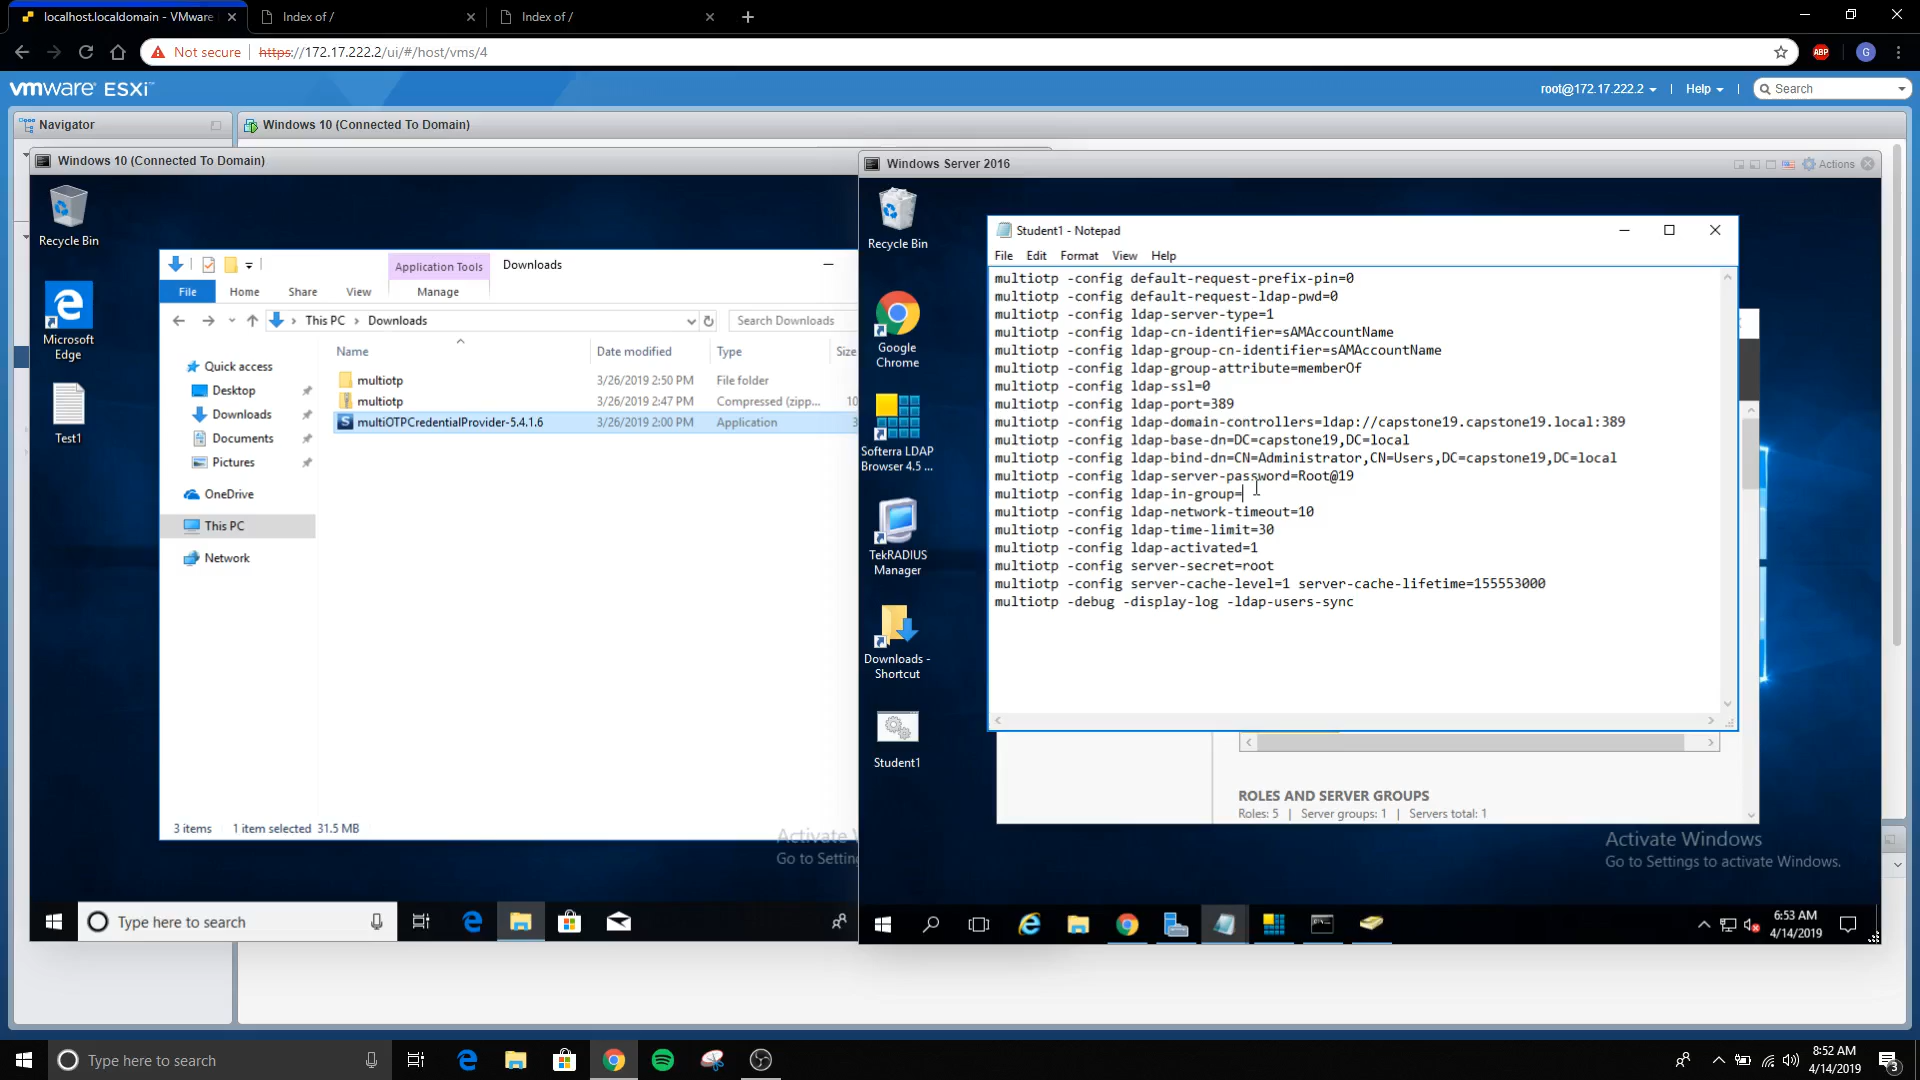 localhost.localdomain - VMware
Index of /
Index of /
Not secure
https://172.17.222.2/ui/#/host/vms/4
ABP
G
vmware ESXi
root@172.17.222.2
Help
Search
Navigator
Windows 10 (Connected To Domain)
Windows 10 (Connected To Domain)
Recycle Bin
Microsoft
Edge
Test1
Application Tools
Downloads
File
Home
Share
View
Manage
This PC
Downloads
Search Downloads
Name
Date modified
Type
Size
Quick access
Desktop
Downloads
Documents
Pictures
OneDrive
This PC
Network
multiotp
3/26/2019 2:50 PM
File folder
multiotp
3/26/2019 2:47 PM
Compressed (zipp...
10
multiOTPCredentialProvider-5.4.1.6
3/26/2019 2:00 PM
Application
3
3 items
1 item selected 31.5 MB
Activate
Go to Settin
Type here to search
Windows Server 2016
Actions
Recycle Bin
Google
Chrome
Softerra LDAP
Browser 4.5 ...
TekRADIUS
Manager
Downloads -
Shortcut
Student1
Student1 - Notepad
File
Edit
Format
View
Help
multiotp -config default-request-prefix-pin=0
multiotp -config default-request-ldap-pwd=0
multiotp -config ldap-server-type=1
multiotp -config ldap-cn-identifier=sAMAccountName
multiotp -config ldap-group-cn-identifier=sAMAccountName
multiotp -config ldap-group-attribute=memberOf
multiotp -config ldap-ssl=0
multiotp -config ldap-port=389
multiotp -config ldap-domain-controllers=ldap://capstone19.capstone19.local:389
multiotp -config ldap-base-dn=DC=capstone19,DC=local
multiotp -config ldap-bind-dn=CN=Administrator,CN=Users,DC=capstone19,DC=local
multiotp -config ldap-server-password=Root@19
multiotp -config ldap-in-group=
multiotp -config ldap-network-timeout=10
multiotp -config ldap-time-limit=30
multiotp -config ldap-activated=1
multiotp -config server-secret=root
multiotp -config server-cache-level=1 server-cache-lifetime=155553000
multiotp -debug -display-log -ldap-users-sync
ROLES AND SERVER GROUPS
Roles: 5 | Server groups: 1 | Servers total: 1
Activate Windows
Go to Settings to activate Windows.
6:53 AM
4/14/2019
Type here to search
8:52 AM
4/14/2019
3